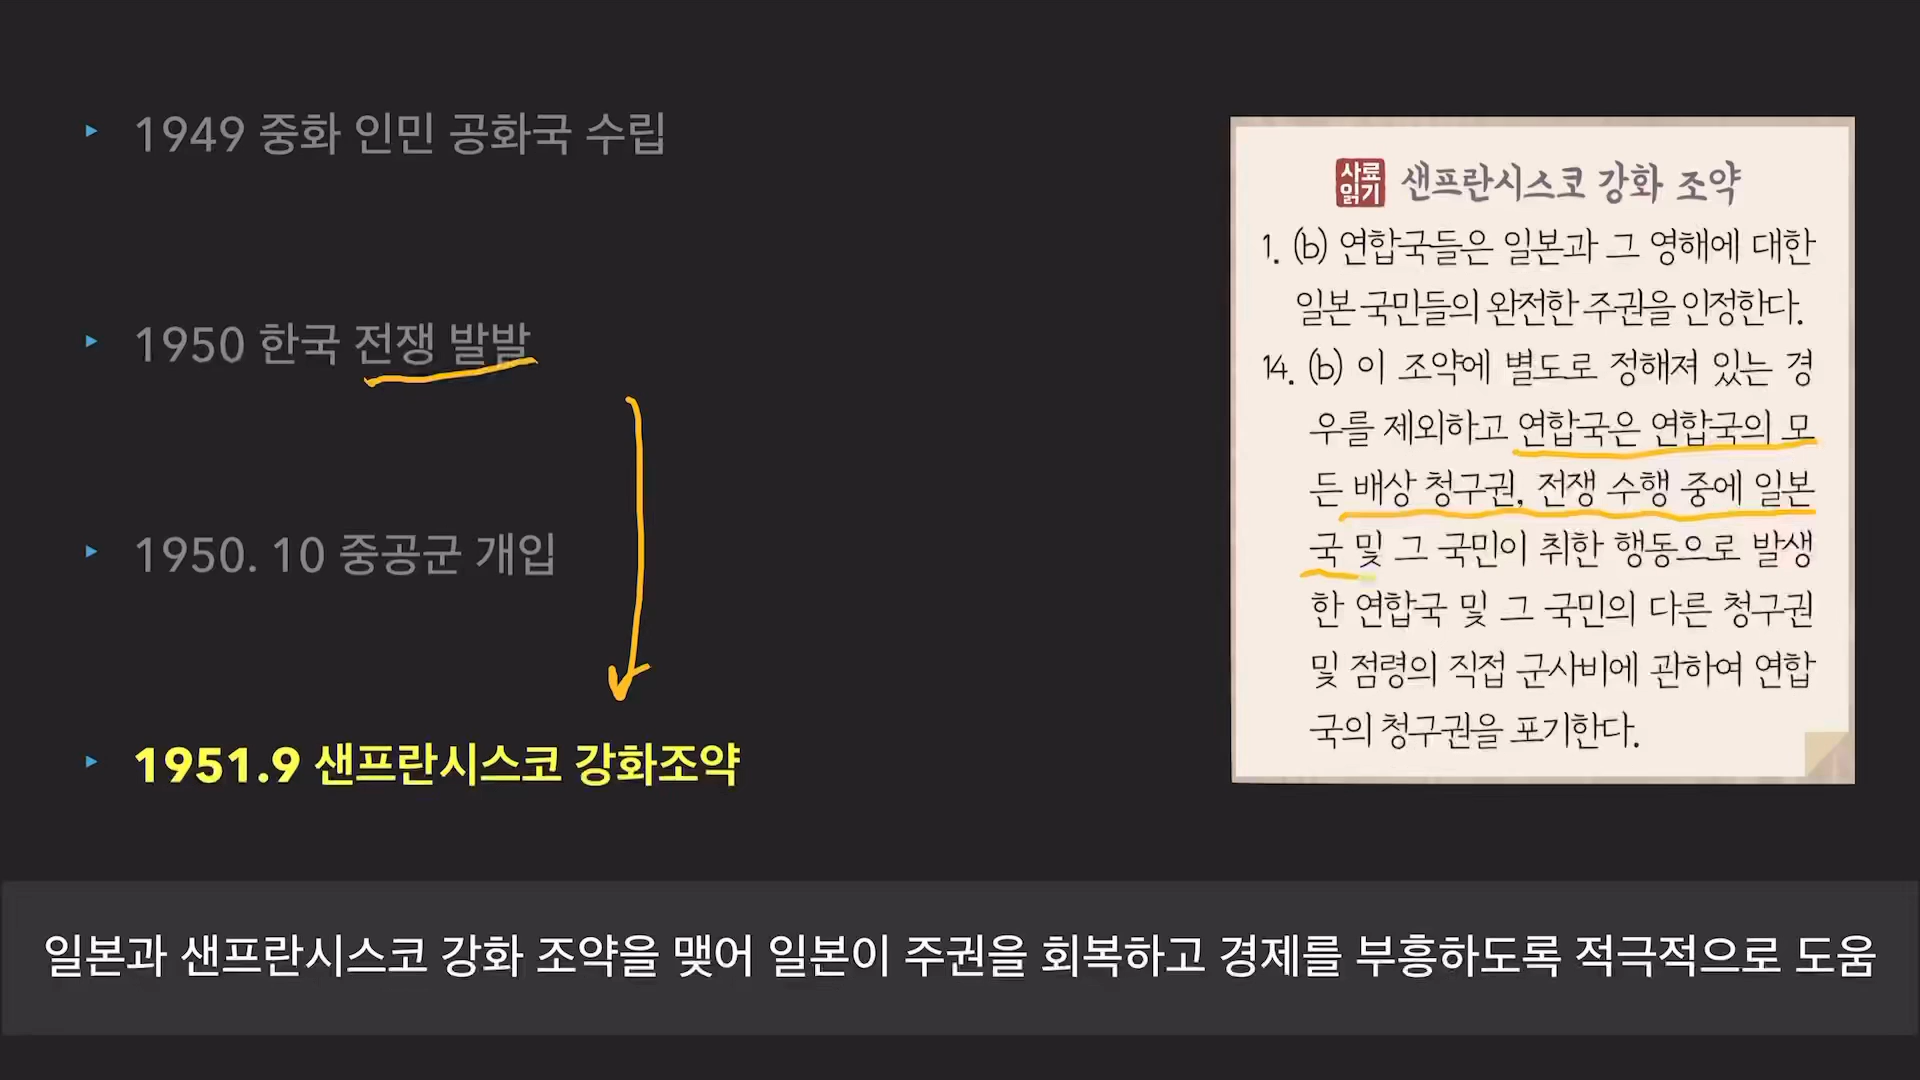 1949 중화 인민 공화국 수립
1950 한국 전쟁 발발
1950. 10 중공군 개입
1951.9 샌프란시스코 강화조약
사료
읽기
샌프란시스코 강화 조약
1. (b) 연합국들은 일본과 그 영해에 대한
일본 국민들의 완전한 주권을 인정한다.
14. (b) 이 조약에 별도로 정해져 있는 경
우를 제외하고 연합국은 연합국의 모
든 배상 청구권, 전쟁 수행 중에 일본
국 및 그 국민이 취한 행동으로 발생
한 연합국 및 그 국민의 다른 청구권
및 점령의 직접 군사비에 관하여 연합
국의 청구권을 포기한다.
일본과 샌프란시스코 강화 조약을 맺어 일본이 주권을 회복하고 경제를 부흥하도록 적극적으로 도움